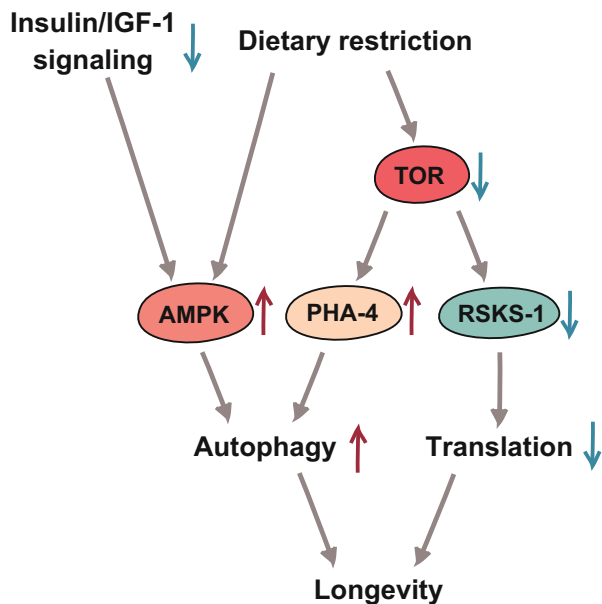 Insulin/IGF-1
signaling
Dietary restriction
TOR
AMPK
PHA-4
RSKS-1
Autophagy
Translation
Longevity